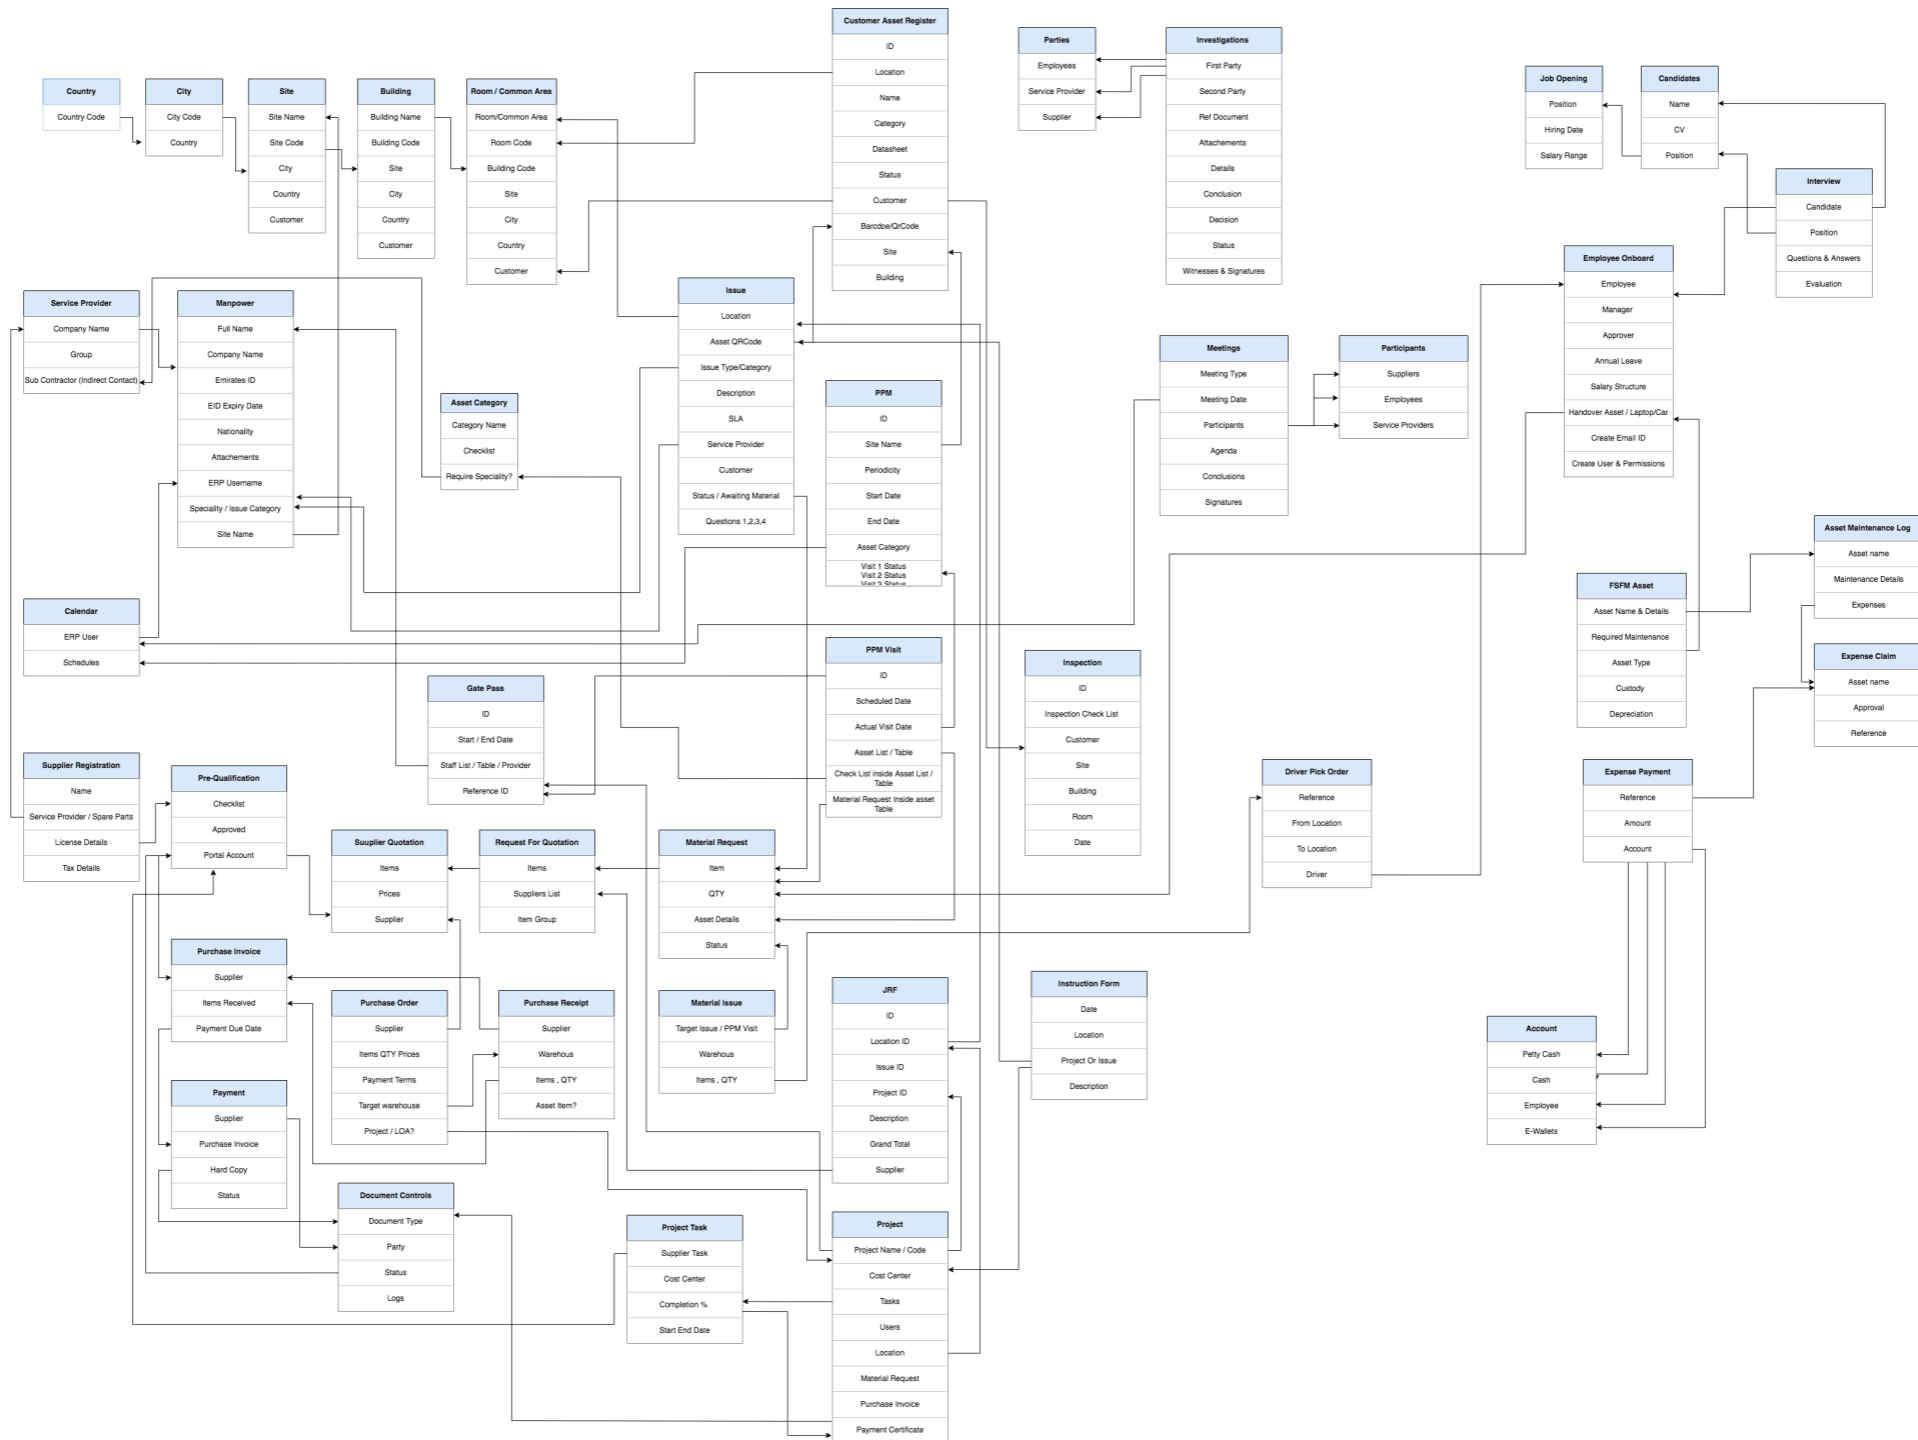 Country
Country Code
City
City Code
Country
Site
Site Name
Site Code
City
Country
Customer
Building
Building Name
Building Code
Site
City
Country
Customer
Room / Common Area
Room/Common Area
Room Code
Building Code
Site
City
Country
Customer
Customer Asset Register
ID
Location
Name
Category
Datasheet
Status
Customer
Barcdoe/QrCode
Site
Building
Parties
Employees
Service Provider
Supplier
Investigations
First Party
Second Party
Ref Document
Attachements
Details
Conclusion
Decision
Status
Witnesses & Signatures
Job Opening
Position
Hiring Date
Salary Range
Candidates
Name
CV
Position
Interview
Candidate
Position
Questions & Answers
Evaluation
Employee Onboard
Employee
Manager
Approver
Annual Leave
Salary Structure
Handover Asset / Laptop/Car
Create Email ID
Create User & Permissions
Service Provider
Company Name
Group
Sub Contractor (Indirect Contact)
Manpower
Full Name
Company Name
Emirates ID
EID Expiry Date
Nationality
Attachements
ERP Username
Speciality / Issue Category
Site Name
Asset Category
Category Name
Checklist
Require Speciality?
Issue
Location
Asset QRCode
Issue Type/Category
Description
SLA
Service Provider
Customer
Status / Awaiting Material
Questions 1,2,3,4
PPM
ID
Site Name
Periodicity
Start Date
End Date
Asset Category
Visit 1 Status
Visit 2 Status
Visit 3 Status
Meetings
Meeting Type
Meeting Date
Participants
Agenda
Conclusions
Signatures
Participants
Suppliers
Employees
Service Providers
Asset Maintenance Log
Asset name
Maintenance Details
Expenses
FSFM Asset
Asset Name & Details
Required Maintenance
Asset Type
Custody
Depreciation
Expense Claim
Asset name
Approval
Reference
Calendar
ERP User
Schedules
Gate Pass
ID
Start / End Date
Staff List / Table / Provider
Reference ID
PPM Visit
ID
Scheduled Date
Actual Visit Date
Asset List / Table
Check List inside Asset List /
Table
Material Request Inside asset
Table
Inspection
ID
Inspection Check List
Customer
Site
Building
Room
Date
Driver Pick Order
Reference
From Location
To Location
Driver
Expense Payment
Reference
Amount
Account
Supplier Registration
Name
Service Provider / Spare Parts
License Details
Tax Details
Pre-Qualification
Checklist
Approved
Portal Account
Suuplier Quotation
Items
Prices
Supplier
Request For Quotation
Items
Suppliers List
Item Group
Material Request
Item
QTY
Asset Details
Status
Purchase Invoice
Supplier
Items Received
Payment Due Date
Purchase Order
Supplier
Items QTY Prices
Payment Terms
Target warehouse
Project / LOA?
Purchase Receipt
Supplier
Warehous
Items , QTY
Asset Item?
Material Issue
Target Issue / PPM Visit
Warehous
Items , QTY
JRF
ID
Location ID
Issue ID
Project ID
Description
Grand Total
Supplier
Instruction Form
Date
Location
Project Or Issue
Description
Account
Petty Cash
Cash
Employee
E-Wallets
Payment
Supplier
Purchase Invoice
Hard Copy
Status
Document Controls
Document Type
Party
Status
Logs
Project Task
Supplier Task
Cost Center
Completion %
Start End Date
Project
Project Name / Code
Cost Center
Tasks
Users
Location
Material Request
Purchase Invoice
Payment Certificate